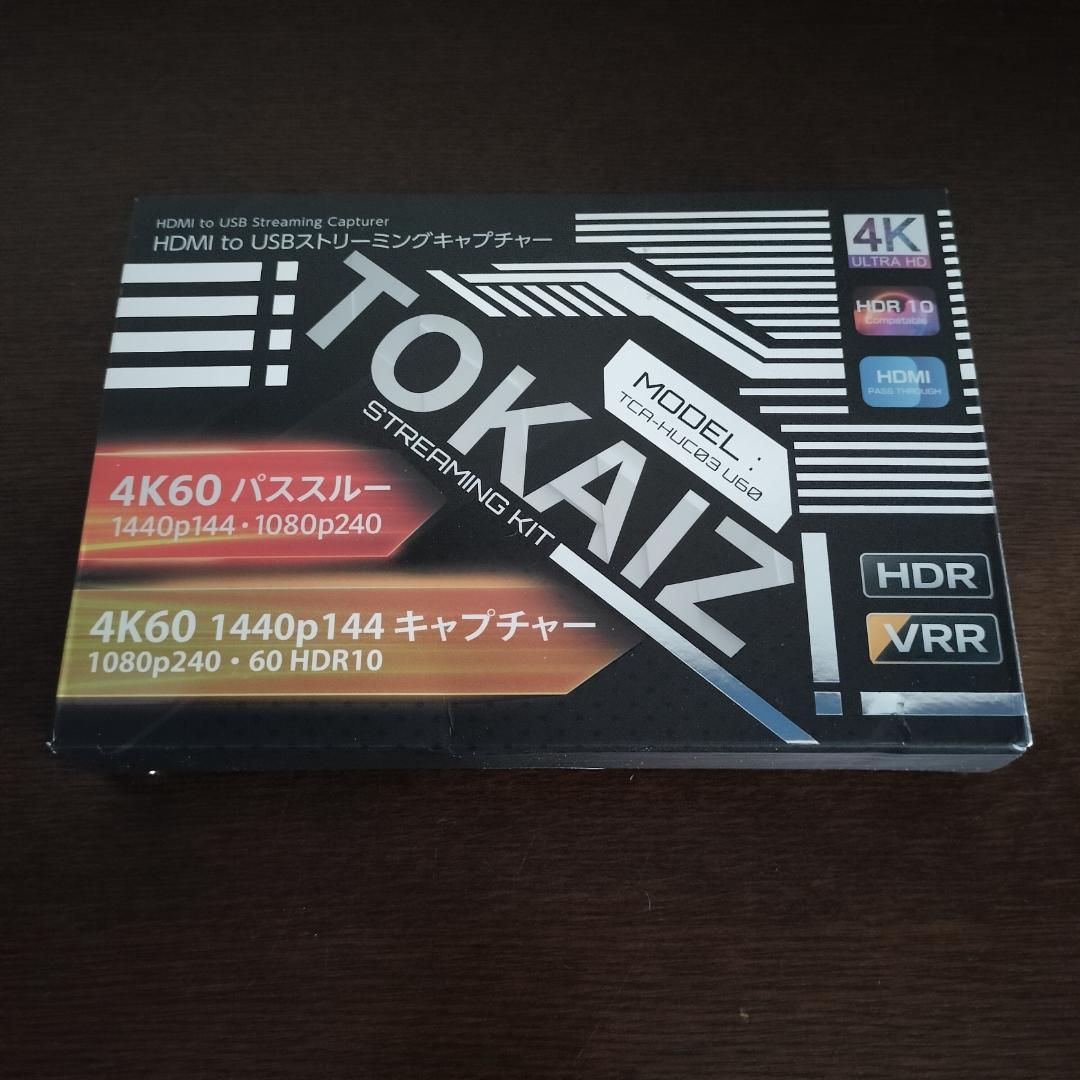 HDMI to USB Streaming Capturer
HDMI to USBストリーミングキャプチャー
TOKAIZ
STREAMING KIT
MODEL :
TCA-HUC03 U60
4K
ULTRA HD
HDR 10
Compatable
HDMI
PASS THROUGH
4K60 パススルー
1440p144・1080p240
4K60 1440p144 キャプチャー
1080p240・60 HDR10
HDR
VRR